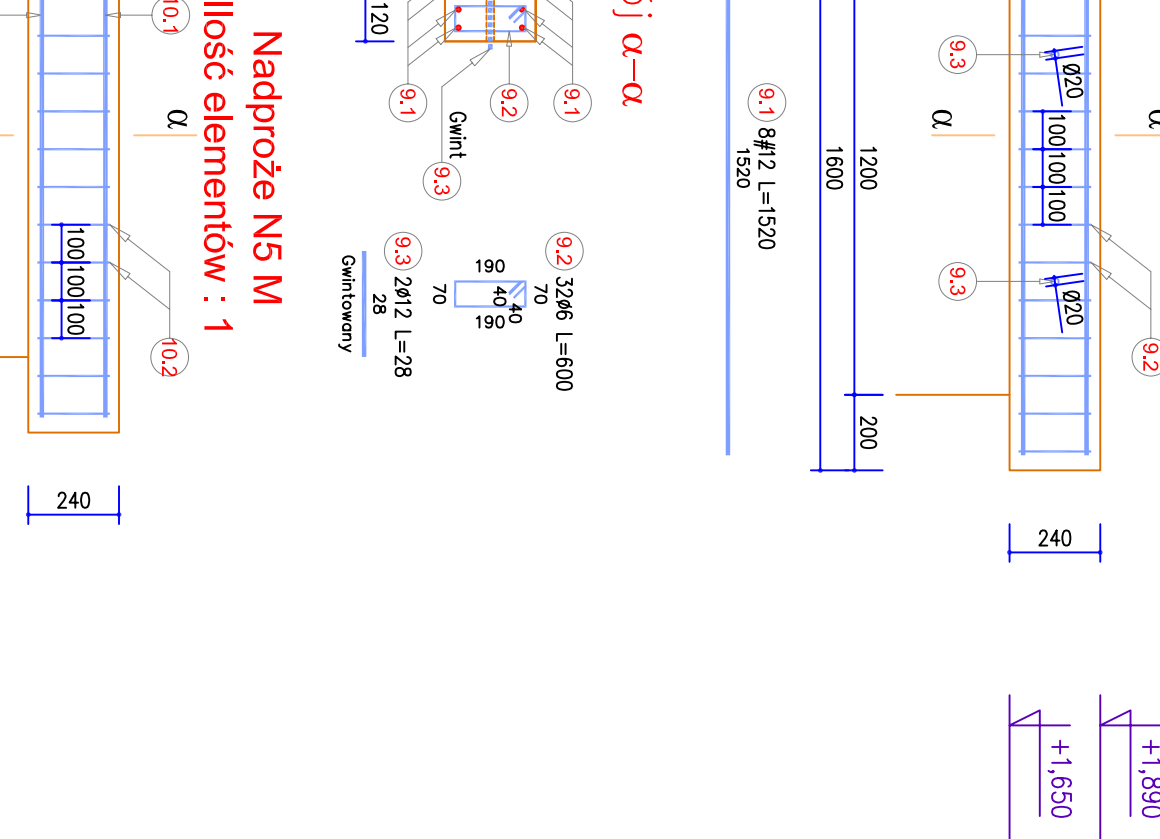 9.2
α
+1,890
+1,650
Ø20
100
100
100
Ø20
240
9.3
α
9.3
1200
200
1600
9.1 8#12 L=1520
1520
α-α
9.1
9.2
9.1
9.2 32ϕ6 L=600
70
190
40
40
190
70
Gwint
9.3
9.3 2ϕ12 L=28
28
Gwintowany
120
Nadproże N5 M
Ilość elementów : 1
10.1
α
10.2
100
100
100
240